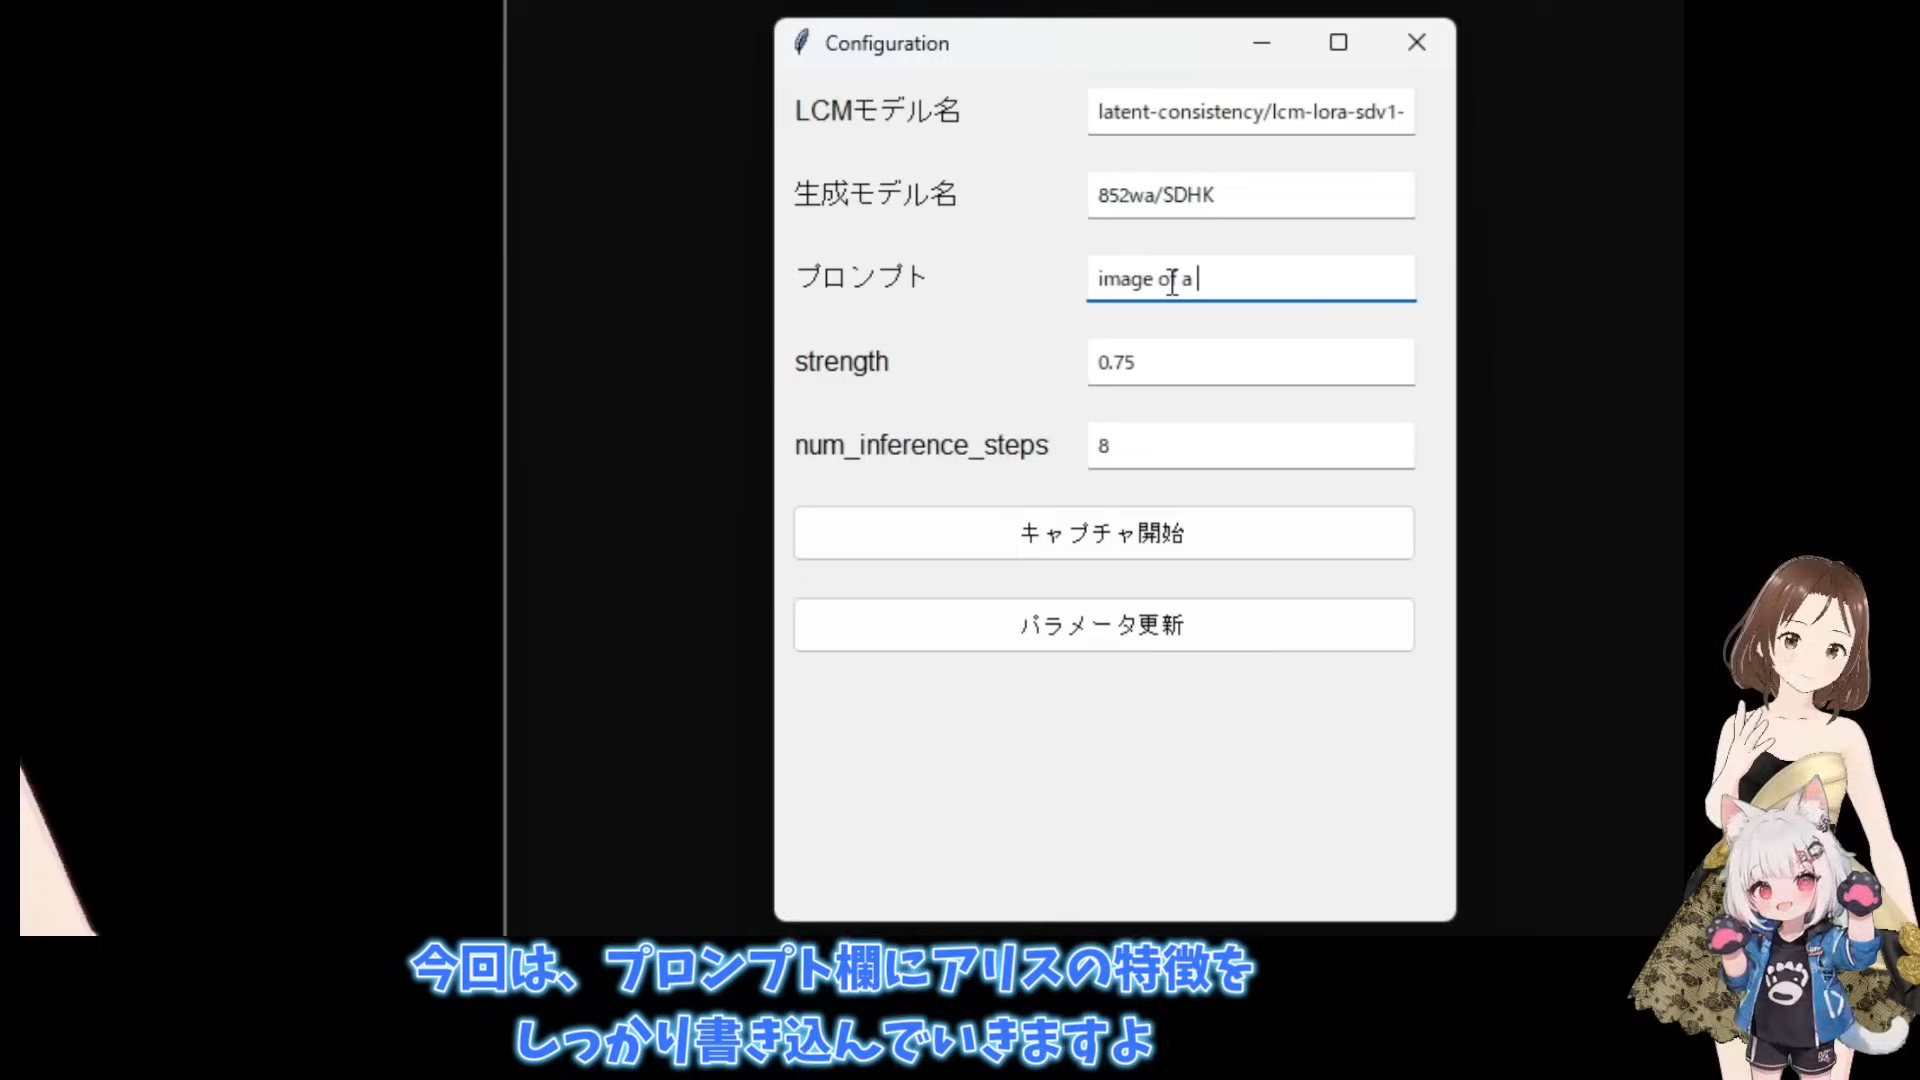 Configuration
LCMモデル名
latent-consistency/lcm-lora-sdv1-
生成モデル名
852wa/SDHK
プロンプト
image of a
strength
0.75
num_inference_steps
8
キャプチャ開始
パラメータ更新
今回は、プロンプト欄にアリスの特徴を
しっかり書き込んでいきますよ